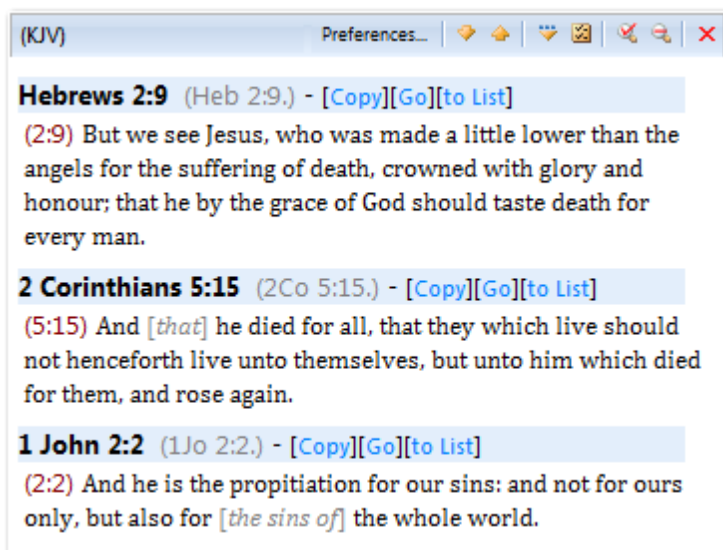 (KJV) Preferences...
Hebrews 2:9 (Heb 2:9.) - [Copy][Go][to List]
(2:9) But we see Jesus, who was made a little lower than the
angels for the suffering of death, crowned with glory and
honour; that he by the grace of God should taste death for
every man.
2 Corinthians 5:15 (2Co 5:15.) - [Copy][Go][to List]
(5:15) And [that] he died for all, that they which live should
not henceforth live unto themselves, but unto him which died
for them, and rose again.
1 John 2:2 (1Jo 2:2.) - [Copy][Go][to List]
(2:2) And he is the propitiation for our sins: and not for ours
only, but also for [the sins of] the whole world.